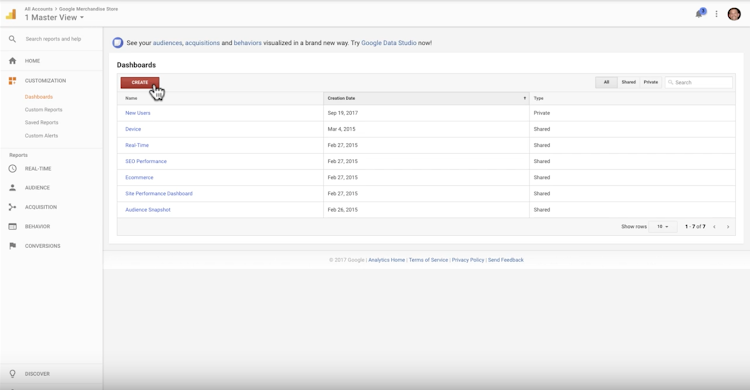 All Accounts > Google Merchandise Store
1 Master View
3
Search reports and help
See your audiences, acquisitions and behaviors visualized in a brand new way. Try Google Data Studio now!
HOME
CUSTOMIZATION
Dashboards
Custom Reports
Saved Reports
Custom Alerts
Reports
REAL-TIME
AUDIENCE
ACQUISITION
BEHAVIOR
CONVERSIONS
DISCOVER
Dashboards
CREATE
All Shared Private Search
Name Creation Date Type
New Users Sep 19, 2017 Private
Device Mar 4, 2015 Shared
Real-Time Feb 27, 2015 Shared
SEO Performance Feb 27, 2015 Shared
Ecommerce Feb 27, 2015 Shared
Site Performance Dashboard Feb 27, 2015 Shared
Audience Snapshot Feb 26, 2015 Shared
Show rows 10 1 - 7 of 7
© 2017 Google | Analytics Home | Terms of Service | Privacy Policy | Send Feedback